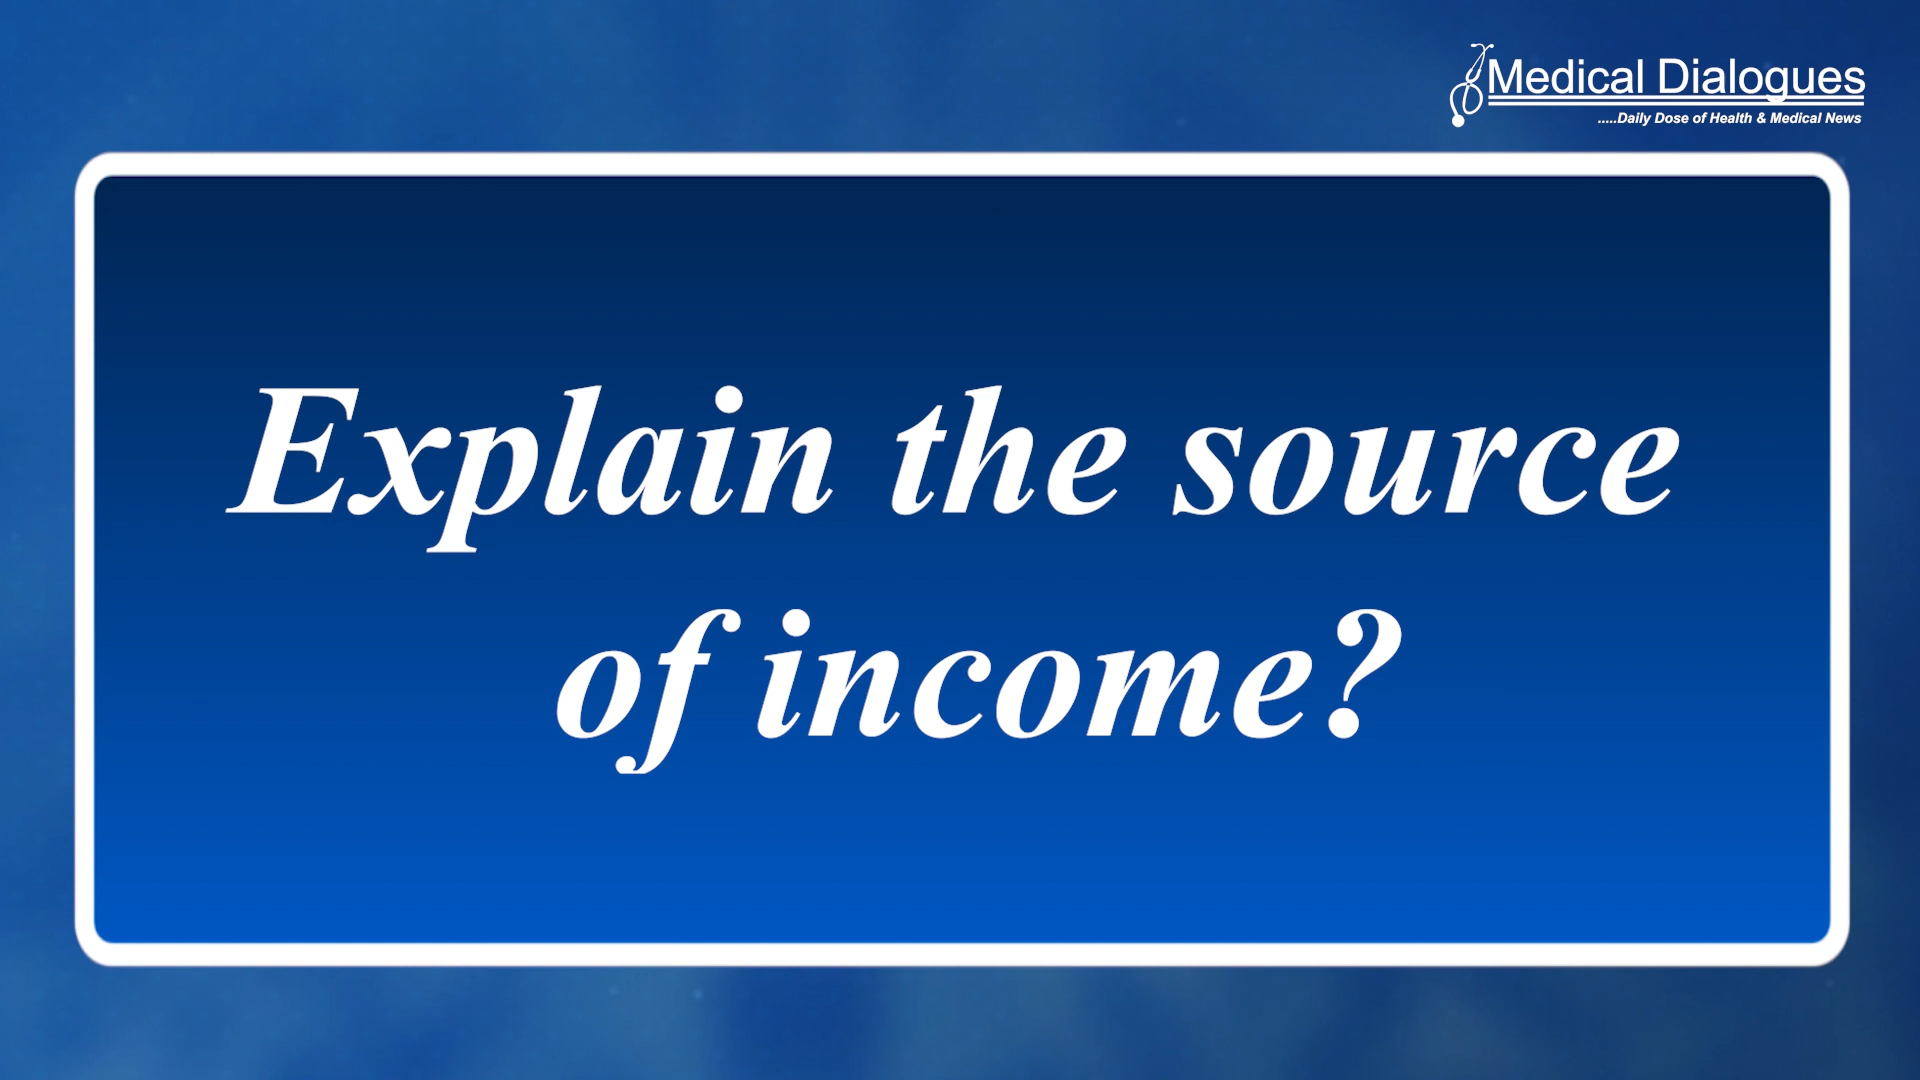 Medical Dialogues
.....Daily Dose of Health & Medical News
Explain the source
of income?